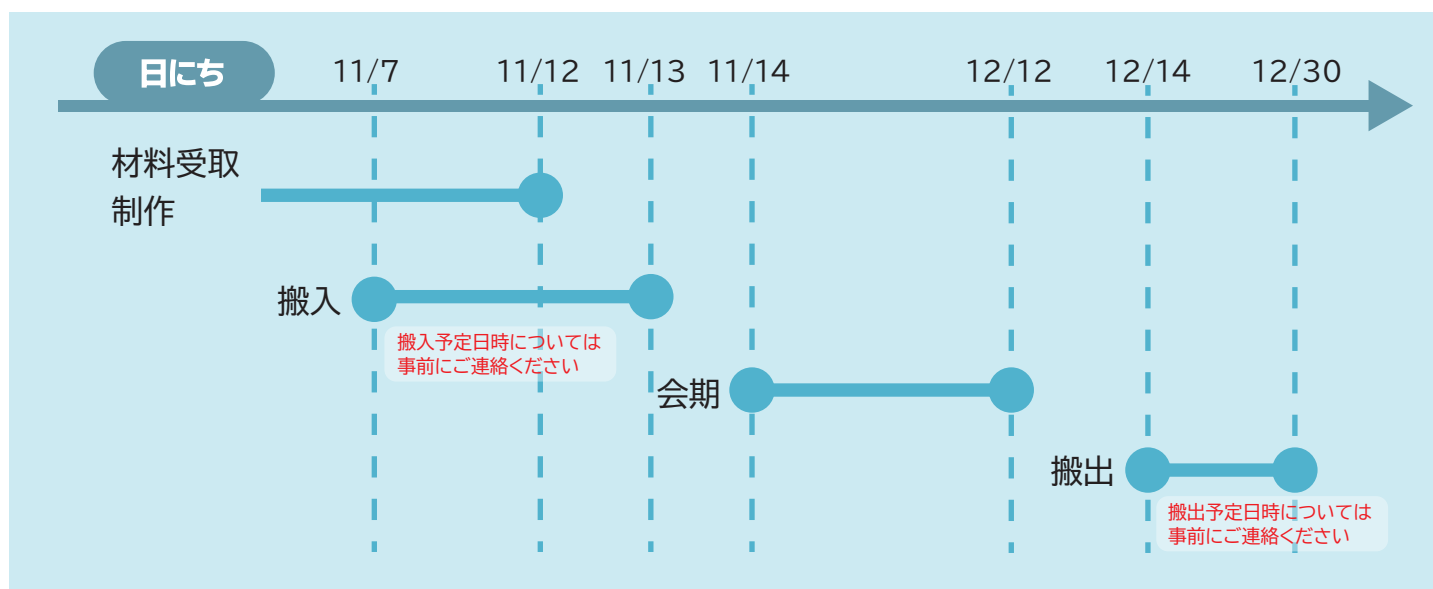 日にち
11/7
11/12
11/13
11/14
12/12
12/14
12/30
材料受取
制作
搬入
搬入予定日時については
事前にご連絡ください
会期
搬出
搬出予定日時については
事前にご連絡ください